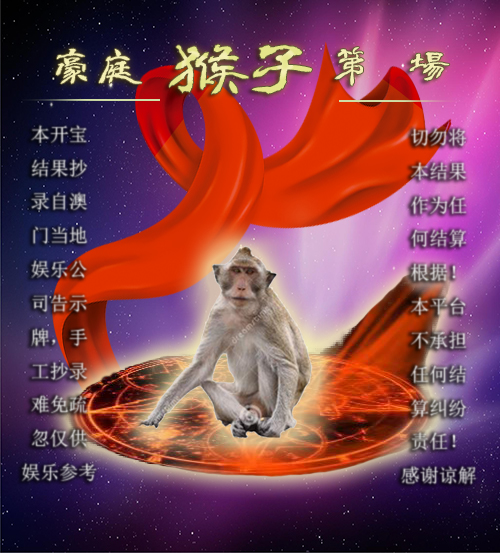 豪庭 猴子 第 場
本开宝
结果抄
录自澳
门当地
娱乐公
司告示
牌，手
工抄录
难免疏
忽仅供
娱乐参考
切勿将
本结果
作为任
何结算
根据！
本平台
不承担
任何结
算纠纷
责任！
感谢谅解